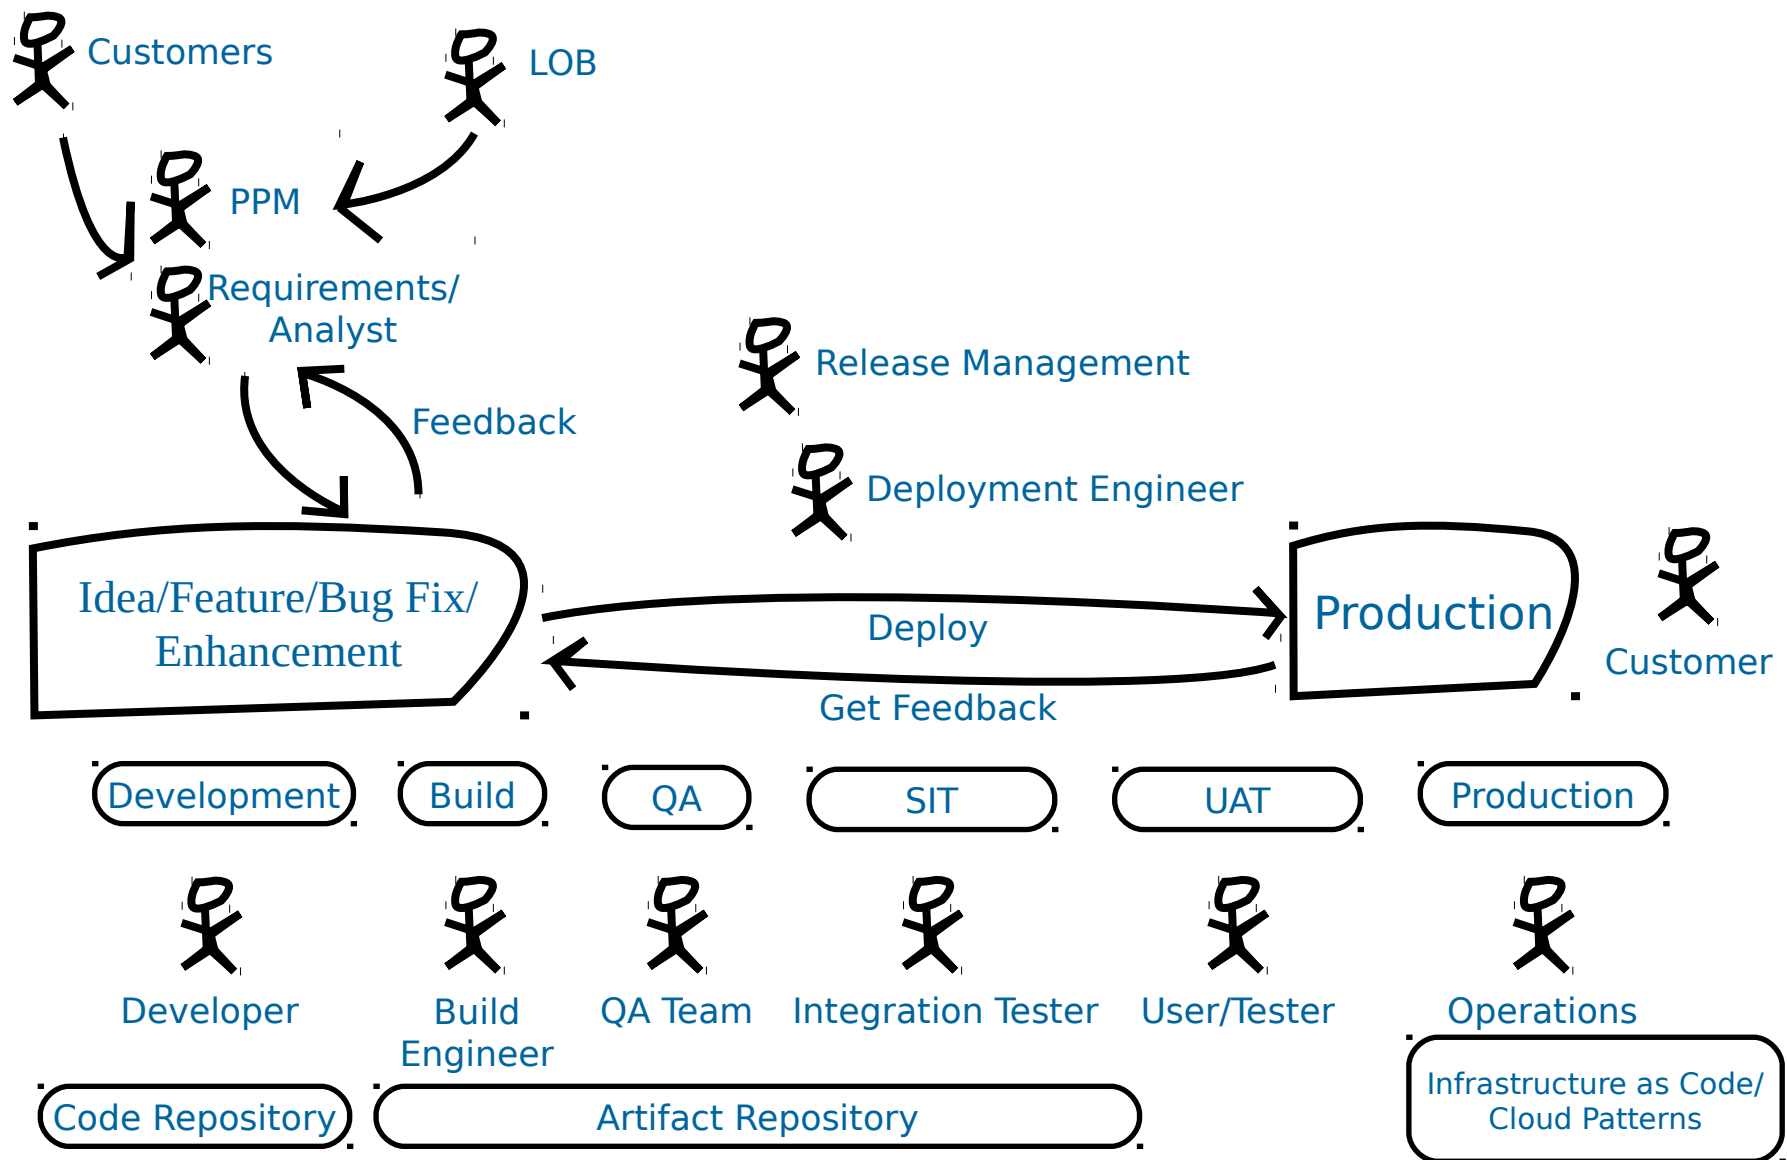 Customers
LOB
PPM
Requirements/
Analyst
Release Management
Feedback
Deployment Engineer
Idea/Feature/Bug Fix/
Enhancement
Deploy
Get Feedback
Production
Customer
Development
Build
QA
SIT
UAT
Production
Developer
Build
Engineer
QA Team
Integration Tester
User/Tester
Operations
Code Repository
Artifact Repository
Infrastructure as Code/
Cloud Patterns